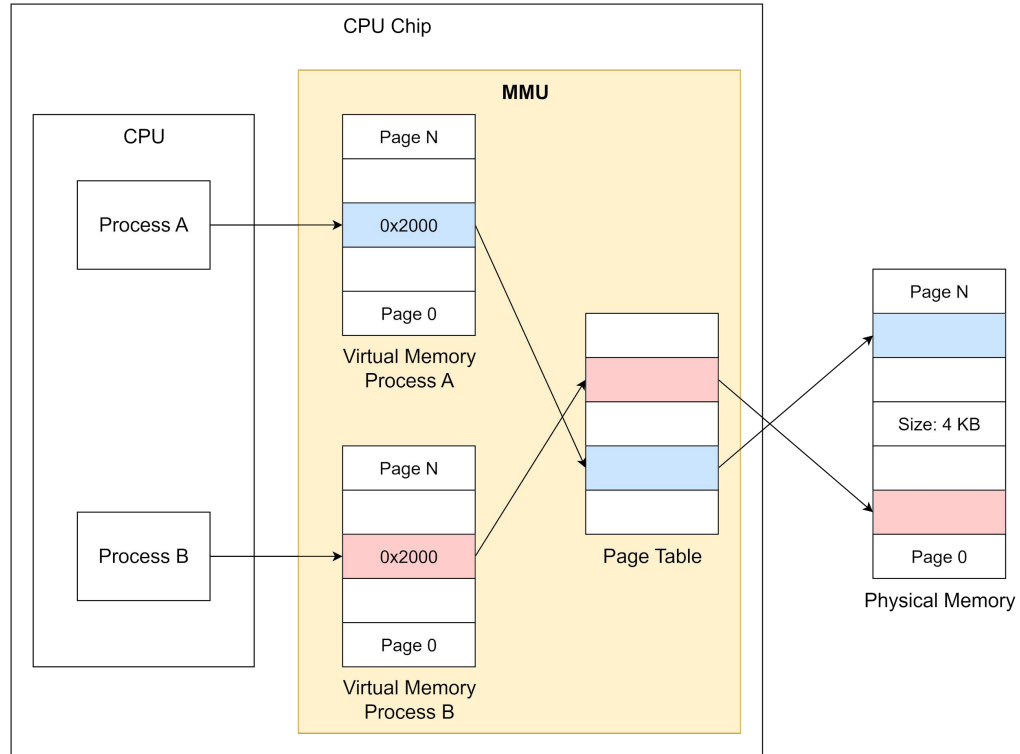 CPU Chip
MMU
CPU
Process A
Process B
Page N
0x2000
Page 0
Virtual Memory
Process A
Page N
0x2000
Page 0
Virtual Memory
Process B
Page Table
Page N
Size: 4 KB
Page 0
Physical Memory